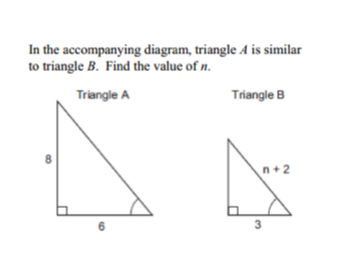 In the accompanying diagram, triangle A is similar
to triangle B. Find the value of n.
Triangle A
Triangle B
8
n + 2
6
3